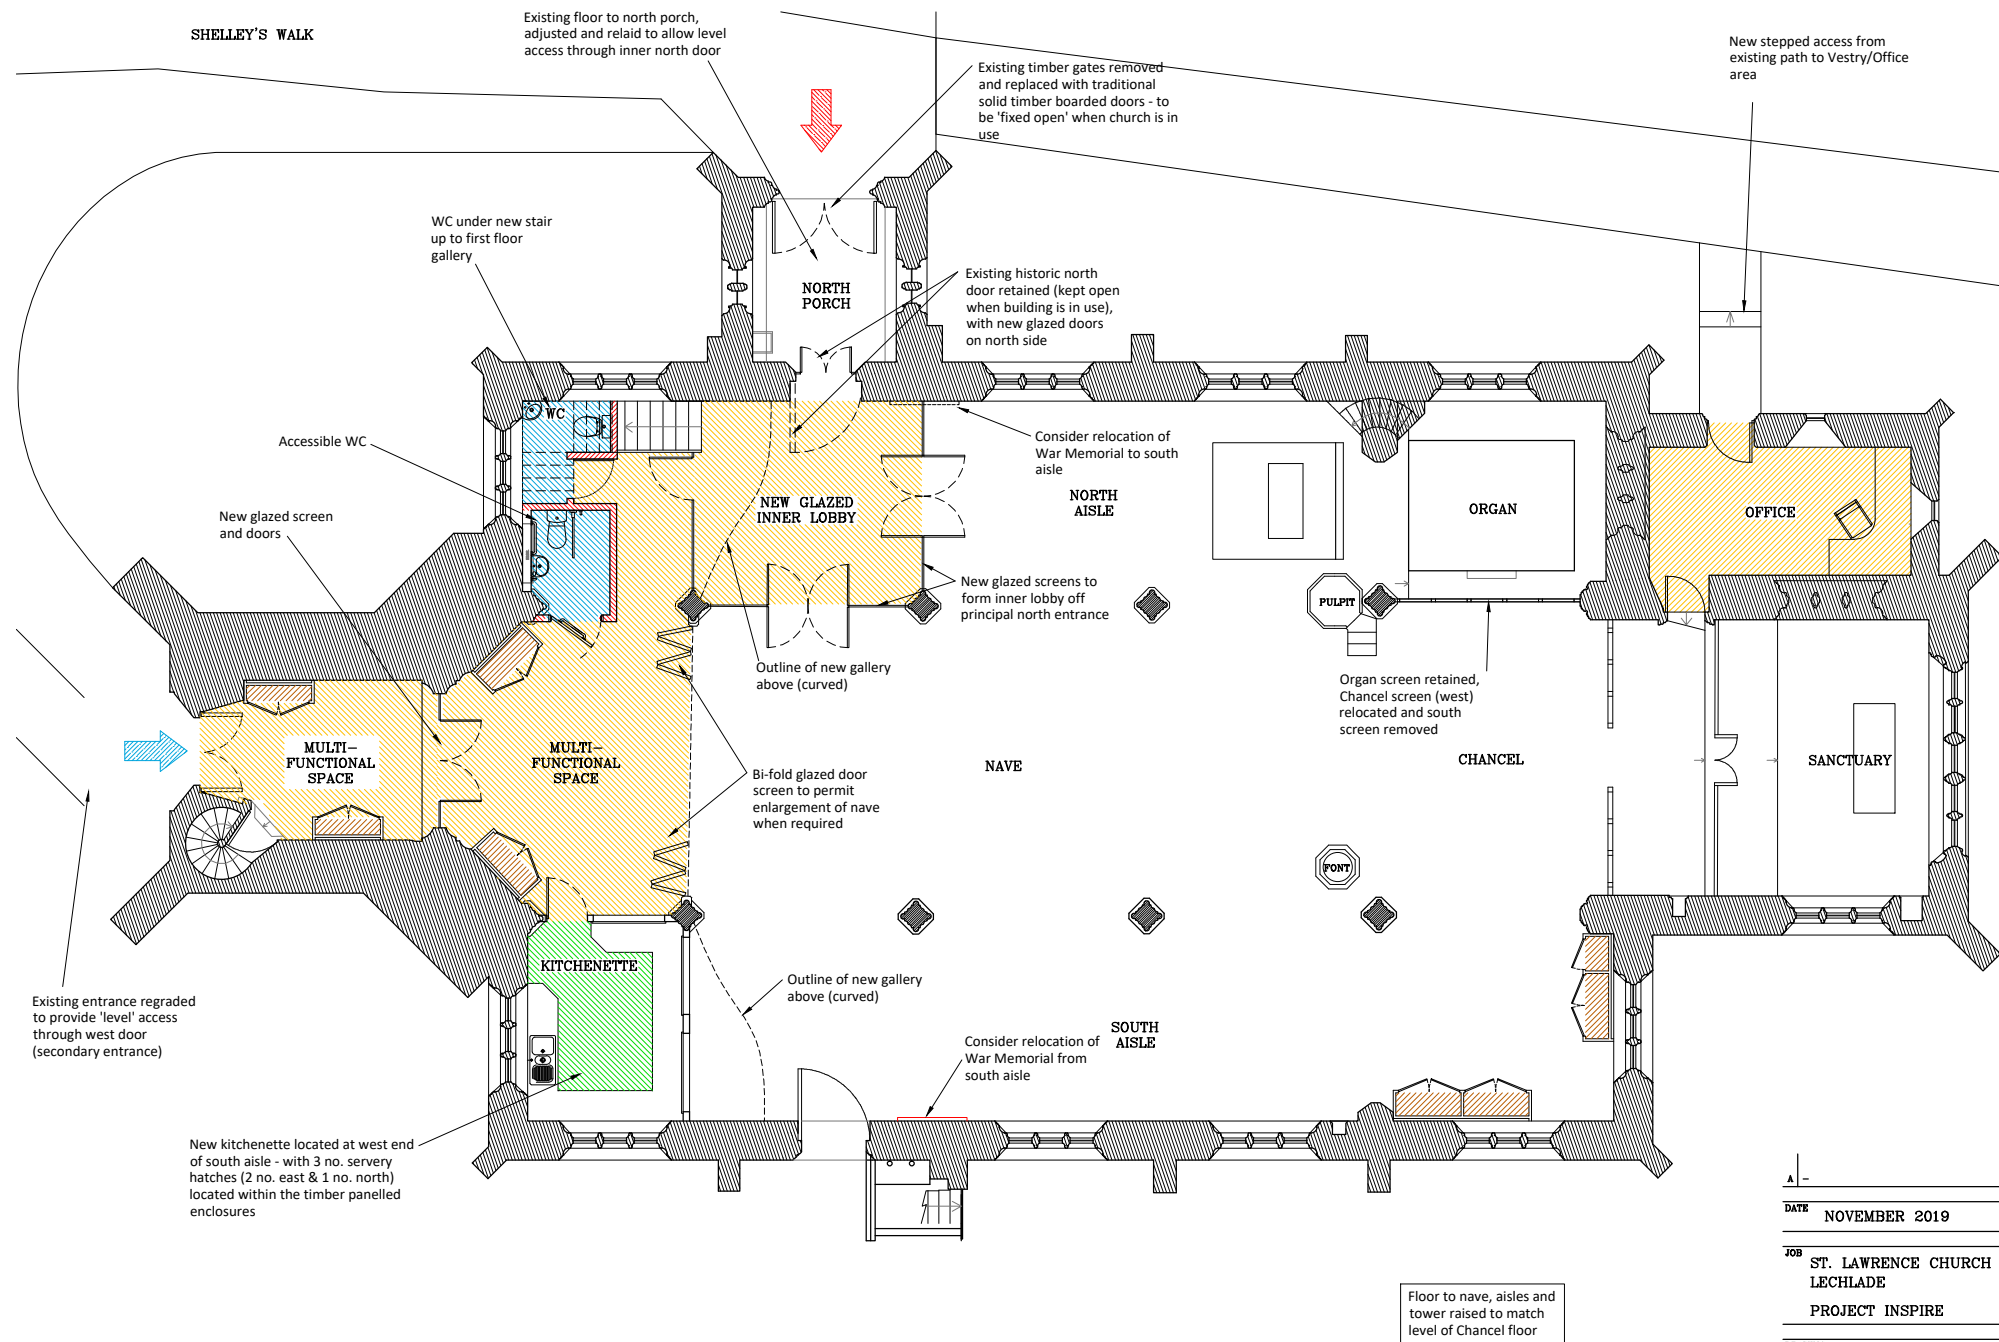 SHELLEY'S WALK
Existing floor to north porch,
adjusted and relaid to allow level
access through inner north door
Existing timber gates removed
and replaced with traditional
solid timber boarded doors - to
be 'fixed open' when church is in
use
New stepped access from
existing path to Vestry/Office
area
WC under new stair
up to first floor
gallery
NORTH
PORCH
Existing historic north
door retained (kept open
when building is in use),
with new glazed doors
on north side
WC
Accessible WC
Consider relocation of
War Memorial to south
aisle
NEW GLAZED
INNER LOBBY
NORTH
AISLE
ORGAN
OFFICE
New glazed screen
and doors
New glazed screens to
form inner lobby off
principal north entrance
PULPIT
Outline of new gallery
above (curved)
Organ screen retained,
Chancel screen (west)
relocated and south
screen removed
MULTI-
FUNCTIONAL
SPACE
MULTI-
FUNCTIONAL
SPACE
NAVE
CHANCEL
SANCTUARY
Bi-fold glazed door
screen to permit
enlargement of nave
when required
FONT
KITCHENETTE
Outline of new gallery
above (curved)
Existing entrance regraded
to provide 'level' access
through west door
(secondary entrance)
SOUTH
AISLE
Consider relocation of
War Memorial from
south aisle
New kitchenette located at west end
of south aisle - with 3 no. servery
hatches (2 no. east & 1 no. north)
located within the timber panelled
enclosures
A -
DATE NOVEMBER 2019
JOB ST. LAWRENCE CHURCH
LECHLADE
PROJECT INSPIRE
Floor to nave, aisles and
tower raised to match
level of Chancel floor